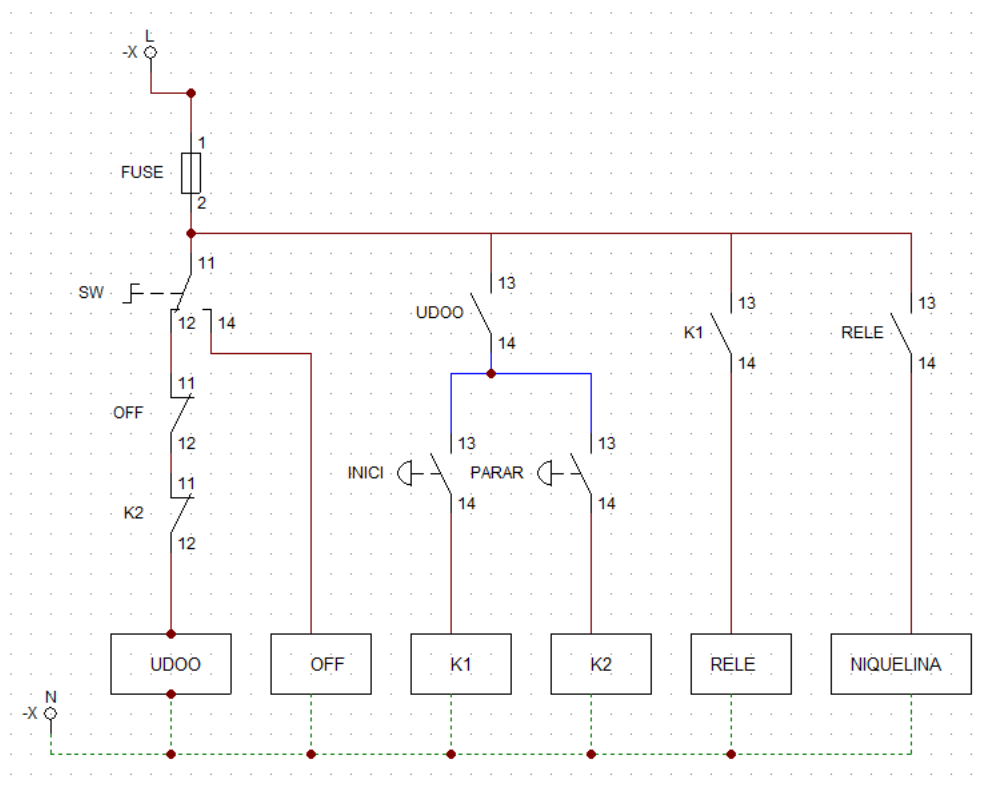 L
-X
1
FUSE
2
11
SW
12
14
13
UDOO
14
13
K1
14
13
RELE
14
11
OFF
12
13
INICI
14
13
PARAR
14
11
K2
12
UDOO
OFF
K1
K2
RELE
NIQUELINA
N
-X